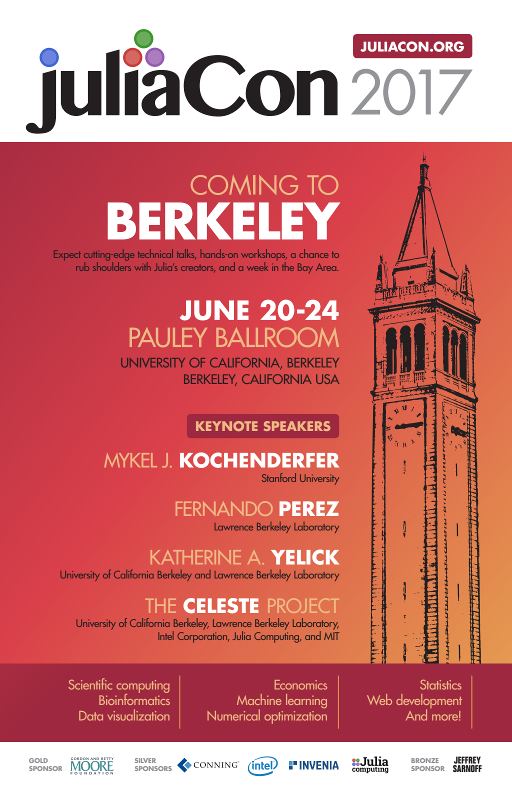 JULIACON.ORG
juliaCon 2017
COMING TO
BERKELEY
Expect cutting-edge technical talks, hands-on workshops, a chance to
rub shoulders with Julia's creators, and a week in the Bay Area.
JUNE 20-24
PAULEY BALLROOM
UNIVERSITY OF CALIFORNIA, BERKELEY
BERKELEY, CALIFORNIA USA
KEYNOTE SPEAKERS
MYKEL J. KOCHENDERFER
Stanford University
FERNANDO PEREZ
Lawrence Berkeley Laboratory
KATHERINE A. YELICK
University of California Berkeley and Lawrence Berkeley Laboratory
THE CELESTE PROJECT
University of California Berkeley, Lawrence Berkeley Laboratory,
Intel Corporation, Julia Computing, and MIT
Scientific computing
Bioinformatics
Data visualization
Economics
Machine learning
Numerical optimization
Statistics
Web development
And more!
GOLD
SPONSOR
GORDON AND BETTY
MOORE
FOUNDATION
SILVER
SPONSORS
CONNING
intel
INVENIA
Julia
computing
BRONZE
SPONSOR
JEFFREY
SARNOFF